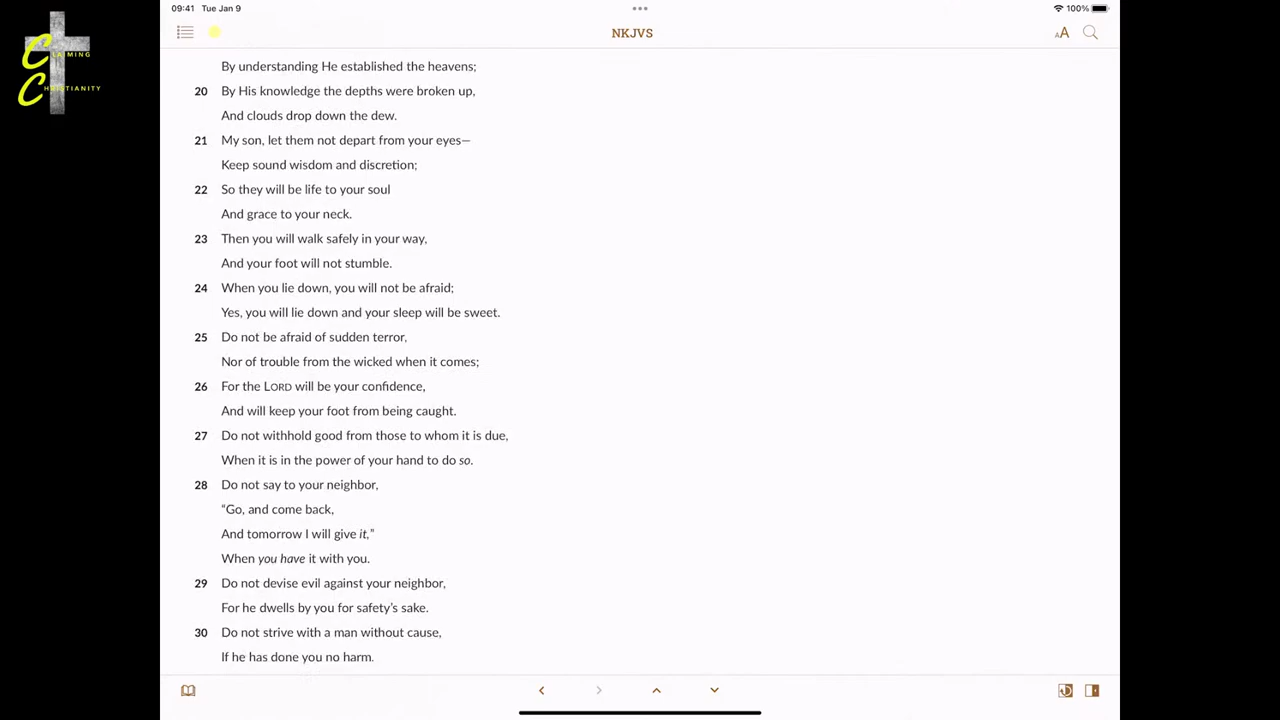 09:41 Tue Jan 9
100%
CLAIMING
CHRISTIANITY
NKJVS
AA
By understanding He established the heavens;
20 By His knowledge the depths were broken up,
And clouds drop down the dew.
21 My son, let them not depart from your eyes—
Keep sound wisdom and discretion;
22 So they will be life to your soul
And grace to your neck.
23 Then you will walk safely in your way,
And your foot will not stumble.
24 When you lie down, you will not be afraid;
Yes, you will lie down and your sleep will be sweet.
25 Do not be afraid of sudden terror,
Nor of trouble from the wicked when it comes;
26 For the LORD will be your confidence,
And will keep your foot from being caught.
27 Do not withhold good from those to whom it is due,
When it is in the power of your hand to do so.
28 Do not say to your neighbor,
“Go, and come back,
And tomorrow I will give it,”
When you have it with you.
29 Do not devise evil against your neighbor,
For he dwells by you for safety’s sake.
30 Do not strive with a man without cause,
If he has done you no harm.